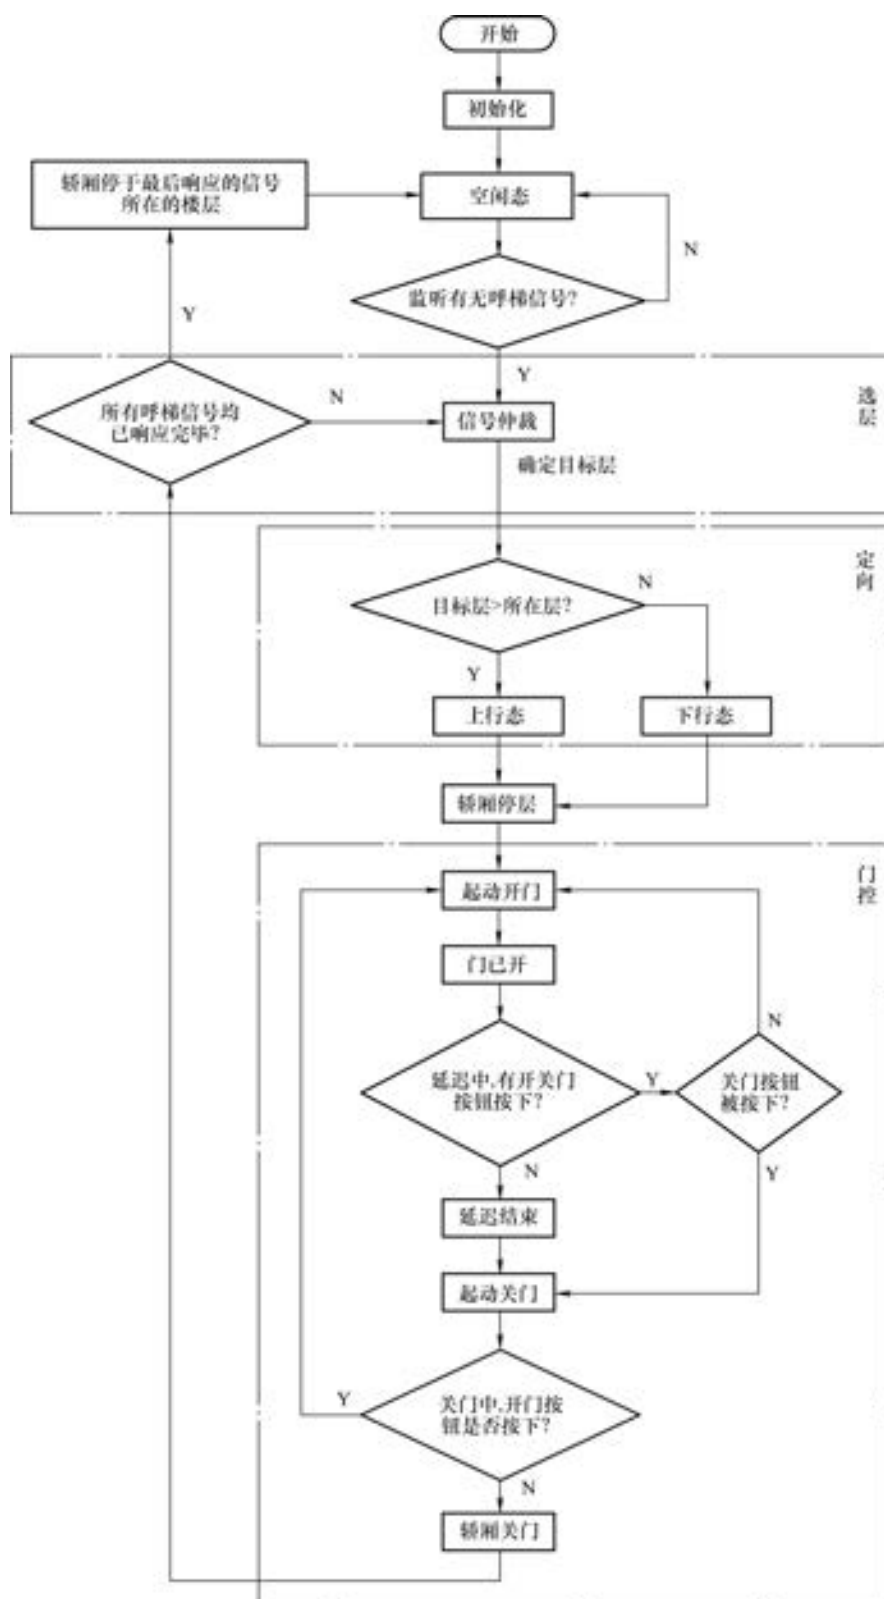 开始
初始化
轿厢停于最后响应的信号
所在的楼层
空闲态
N
监听有无呼梯信号?
Y
Y
所有呼梯信号均
已响应完毕?
N
信号仲裁
选
层
确定目标层
定
向
目标层>所在层?
N
Y
上行态
下行态
轿厢停层
门
控
起动开门
门已开
N
延迟中,有开关门
按钮按下?
Y
关门按钮
被按下?
N
Y
延迟结束
起动关门
Y
关门中,开门按
钮是否按下?
N
轿厢关门